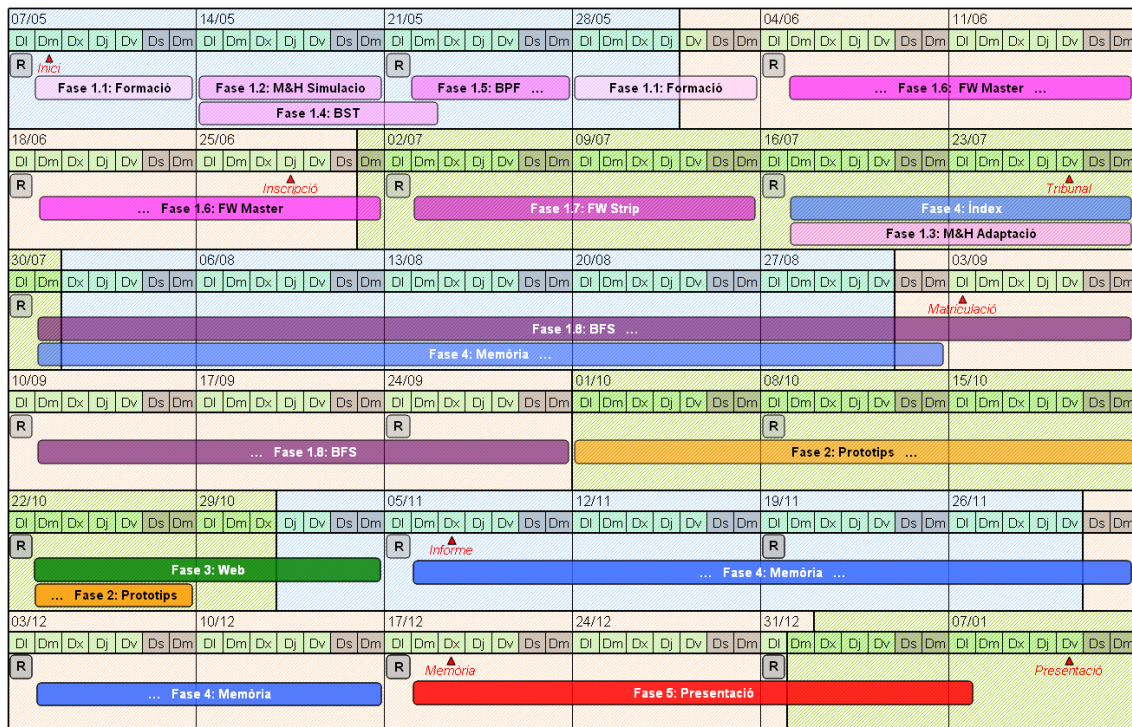 07/05 14/05 21/05 28/05 04/06 11/06
Dl Dm Dx Dj Dv Ds Dm Dl Dm Dx Dj Dv Ds Dm Dl Dm Dx Dj Dv Ds Dm Dl Dm Dx Dj Dv Ds Dm Dl Dm Dx Dj Dv Ds Dm Dl Dm Dx Dj Dv Ds Dm
R R R
Inici
Fase 1.1: Formació Fase 1.2: M&H Simulacio Fase 1.5: BPF ... Fase 1.1: Formació ... Fase 1.6: FW Master ...
Fase 1.4: BST
18/06 25/06 02/07 09/07 16/07 23/07
Dl Dm Dx Dj Dv Ds Dm Dl Dm Dx Dj Dv Ds Dm Dl Dm Dx Dj Dv Ds Dm Dl Dm Dx Dj Dv Ds Dm Dl Dm Dx Dj Dv Ds Dm Dl Dm Dx Dj Dv Ds Dm
R R R
Inscripció Tribunal
... Fase 1.6: FW Master Fase 1.7: FW Strip Fase 4: Índex
Fase 1.3: M&H Adaptació
30/07 06/08 13/08 20/08 27/08 03/09
Dl Dm Dx Dj Dv Ds Dm Dl Dm Dx Dj Dv Ds Dm Dl Dm Dx Dj Dv Ds Dm Dl Dm Dx Dj Dv Ds Dm Dl Dm Dx Dj Dv Ds Dm Dl Dm Dx Dj Dv Ds Dm
R
Matriculació
Fase 1.8: BFS ...
Fase 4: Memòria ...
10/09 17/09 24/09 01/10 08/10 15/10
Dl Dm Dx Dj Dv Ds Dm Dl Dm Dx Dj Dv Ds Dm Dl Dm Dx Dj Dv Ds Dm Dl Dm Dx Dj Dv Ds Dm Dl Dm Dx Dj Dv Ds Dm Dl Dm Dx Dj Dv Ds Dm
R R R
... Fase 1.8: BFS Fase 2: Prototips ...
22/10 29/10 05/11 12/11 19/11 26/11
Dl Dm Dx Dj Dv Ds Dm Dl Dm Dx Dj Dv Ds Dm Dl Dm Dx Dj Dv Ds Dm Dl Dm Dx Dj Dv Ds Dm Dl Dm Dx Dj Dv Ds Dm Dl Dm Dx Dj Dv Ds Dm
R R R
Informe
Fase 3: Web ... Fase 4: Memòria ...
... Fase 2: Prototips
03/12 10/12 17/12 24/12 31/12 07/01
Dl Dm Dx Dj Dv Ds Dm Dl Dm Dx Dj Dv Ds Dm Dl Dm Dx Dj Dv Ds Dm Dl Dm Dx Dj Dv Ds Dm Dl Dm Dx Dj Dv Ds Dm Dl Dm Dx Dj Dv Ds Dm
R R R
Memòria Presentació
... Fase 4: Memòria Fase 5: Presentació